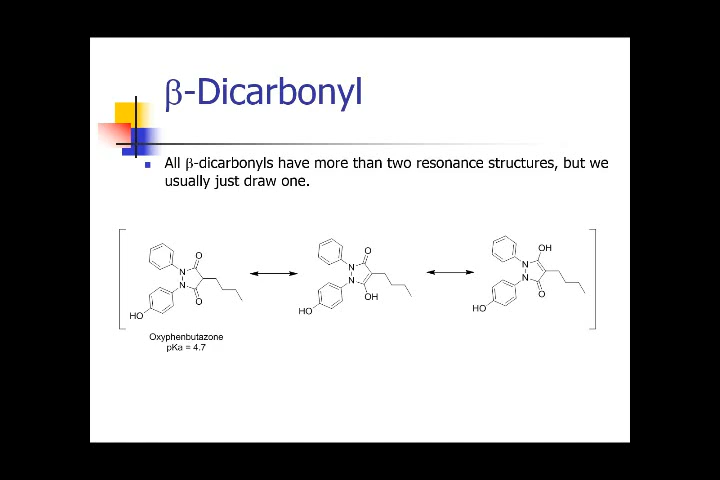 β-Dicarbonyl
All β-dicarbonyls have more than two resonance structures, but we
usually just draw one.
O
N
N
O
HO
O
N
N
OH
HO
OH
N
N
O
HO
Oxyphenbutazone
pKa = 4.7